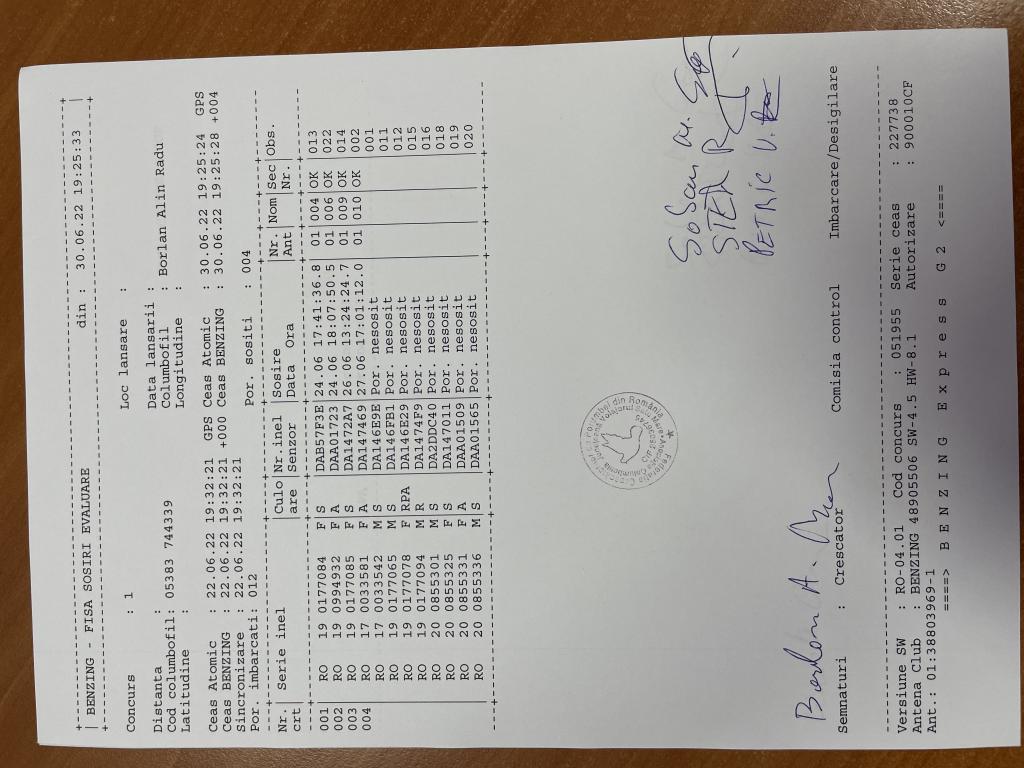 BENZING - FISA SOSIRI EVALUARE din : 30.06.22 19:25:33
Concurs : 1 Loc lansare :
Distanta : Data lansarii :
Cod columbofil: 05383 744339 Columbofil : Borlan Alin Radu
Latitudine : Longitudine :
Ceas Atomic : 22.06.22 19:32:21 GPS Ceas Atomic : 30.06.22 19:25:24 GPS
Ceas BENZING : 22.06.22 19:32:21 +000 Ceas BENZING : 30.06.22 19:25:28 +004
Sincronizare : 22.06.22 19:32:21
Por. imbarcati: 012 Por. sositi : 004
Nr. Serie inel Culo Nr.inel Sosire Nr. Nom Sec Obs.
crt are Senzor Data Ora Ant Nr.
001 RO 19 0177084 F S DAB57F3E 24.06 17:41:36.8 01 004 OK 013
002 RO 19 0994932 F A DAA01723 24.06 18:07:50.5 01 006 OK 022
003 RO 19 0177085 F S DA1472A7 26.06 13:24:24.7 01 009 OK 014
004 RO 17 0033581 F A DA147469 27.06 17:01:12.0 01 010 OK 002
RO 17 0033542 M S DA146E9E Por. nesosit 001
RO 19 0177065 M S DA146FB1 Por. nesosit 011
RO 19 0177078 F RPA DA146E29 Por. nesosit 012
RO 19 0177094 M R DA1474F9 Por. nesosit 015
RO 20 0855301 M S DA2DDC40 Por. nesosit 016
RO 20 0855325 F S DA147011 Por. nesosit 018
RO 20 0855331 F A DAA01509 Por. nesosit 019
RO 20 0855336 M S DAA01565 Por. nesosit 020
Borlan A.
STER R
PETRIC V.
Semnaturi : Crescator Comisia control Imbarcare/Desigilare
Versiune SW : RO-04.01 Cod concurs : 051955 Serie ceas : 227738
Antena Club : BENZING 48905506 SW-4.5 HW-8.1 Autorizare : 900010CF
Ant.: 01:38803969-1
====> B E N Z I N G E x p r e s s G 2 <====